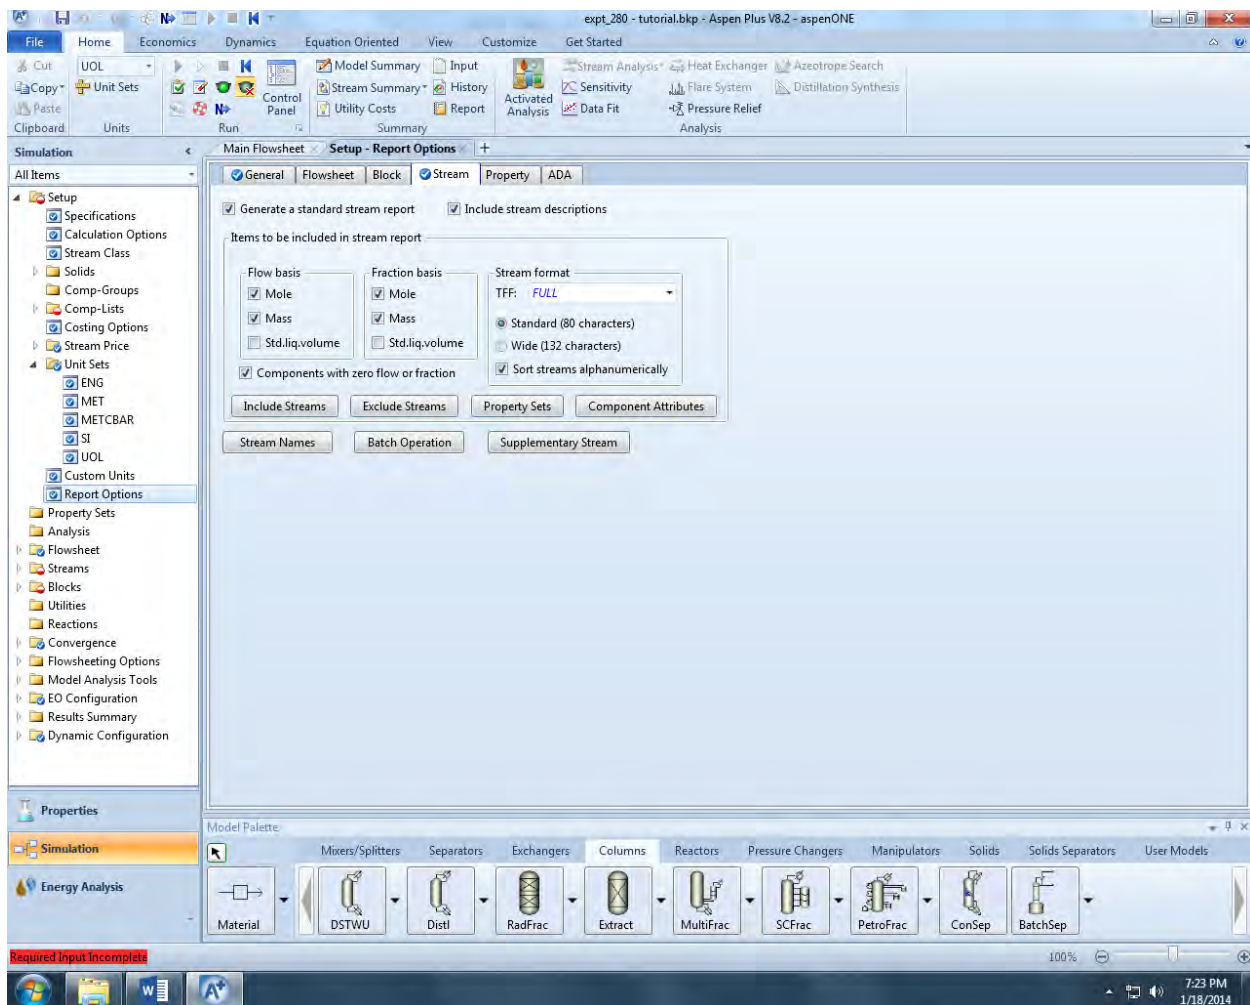 expt_280 - tutorial.bkp - Aspen Plus V8.2 - aspenONE
File Home Economics Dynamics Equation Oriented View Customize Get Started
Cut UOL Model Summary Input Stream Analysis Heat Exchanger Azeotrope Search
Copy Unit Sets Stream Summary History Sensitivity Flare System Distillation Synthesis
Paste Control Panel Utility Costs Report Activated Analysis Data Fit Pressure Relief
Clipboard Units Run Summary Analysis
Simulation
Main Flowsheet Setup - Report Options +
All Items
General Flowsheet Block Stream Property ADA
Setup
Specifications
Calculation Options
Stream Class
Solids
Comp-Groups
Comp-Lists
Costing Options
Stream Price
Unit Sets
ENG
MET
METCBAR
SI
UOL
Custom Units
Report Options
Property Sets
Analysis
Flowsheet
Streams
Blocks
Utilities
Reactions
Convergence
Flowsheeting Options
Model Analysis Tools
EO Configuration
Results Summary
Dynamic Configuration
Properties
Simulation
Energy Analysis
Generate a standard stream report Include stream descriptions
Items to be included in stream report
Flow basis
Mole
Mass
Std.liq.volume
Fraction basis
Mole
Mass
Std.liq.volume
Components with zero flow or fraction
Stream format
TFF: FULL
Standard (80 characters)
Wide (132 characters)
Sort streams alphanumerically
Include Streams Exclude Streams Property Sets Component Attributes
Stream Names Batch Operation Supplementary Stream
Model Palette
Mixers/Splitters Separators Exchangers Columns Reactors Pressure Changers Manipulators Solids Solids Separators User Models
Material DSTWU Distl RadFrac Extract MultiFrac SCFrac PetroFrac ConSep BatchSep
Required Input Incomplete 100%
7:23 PM
1/18/2014